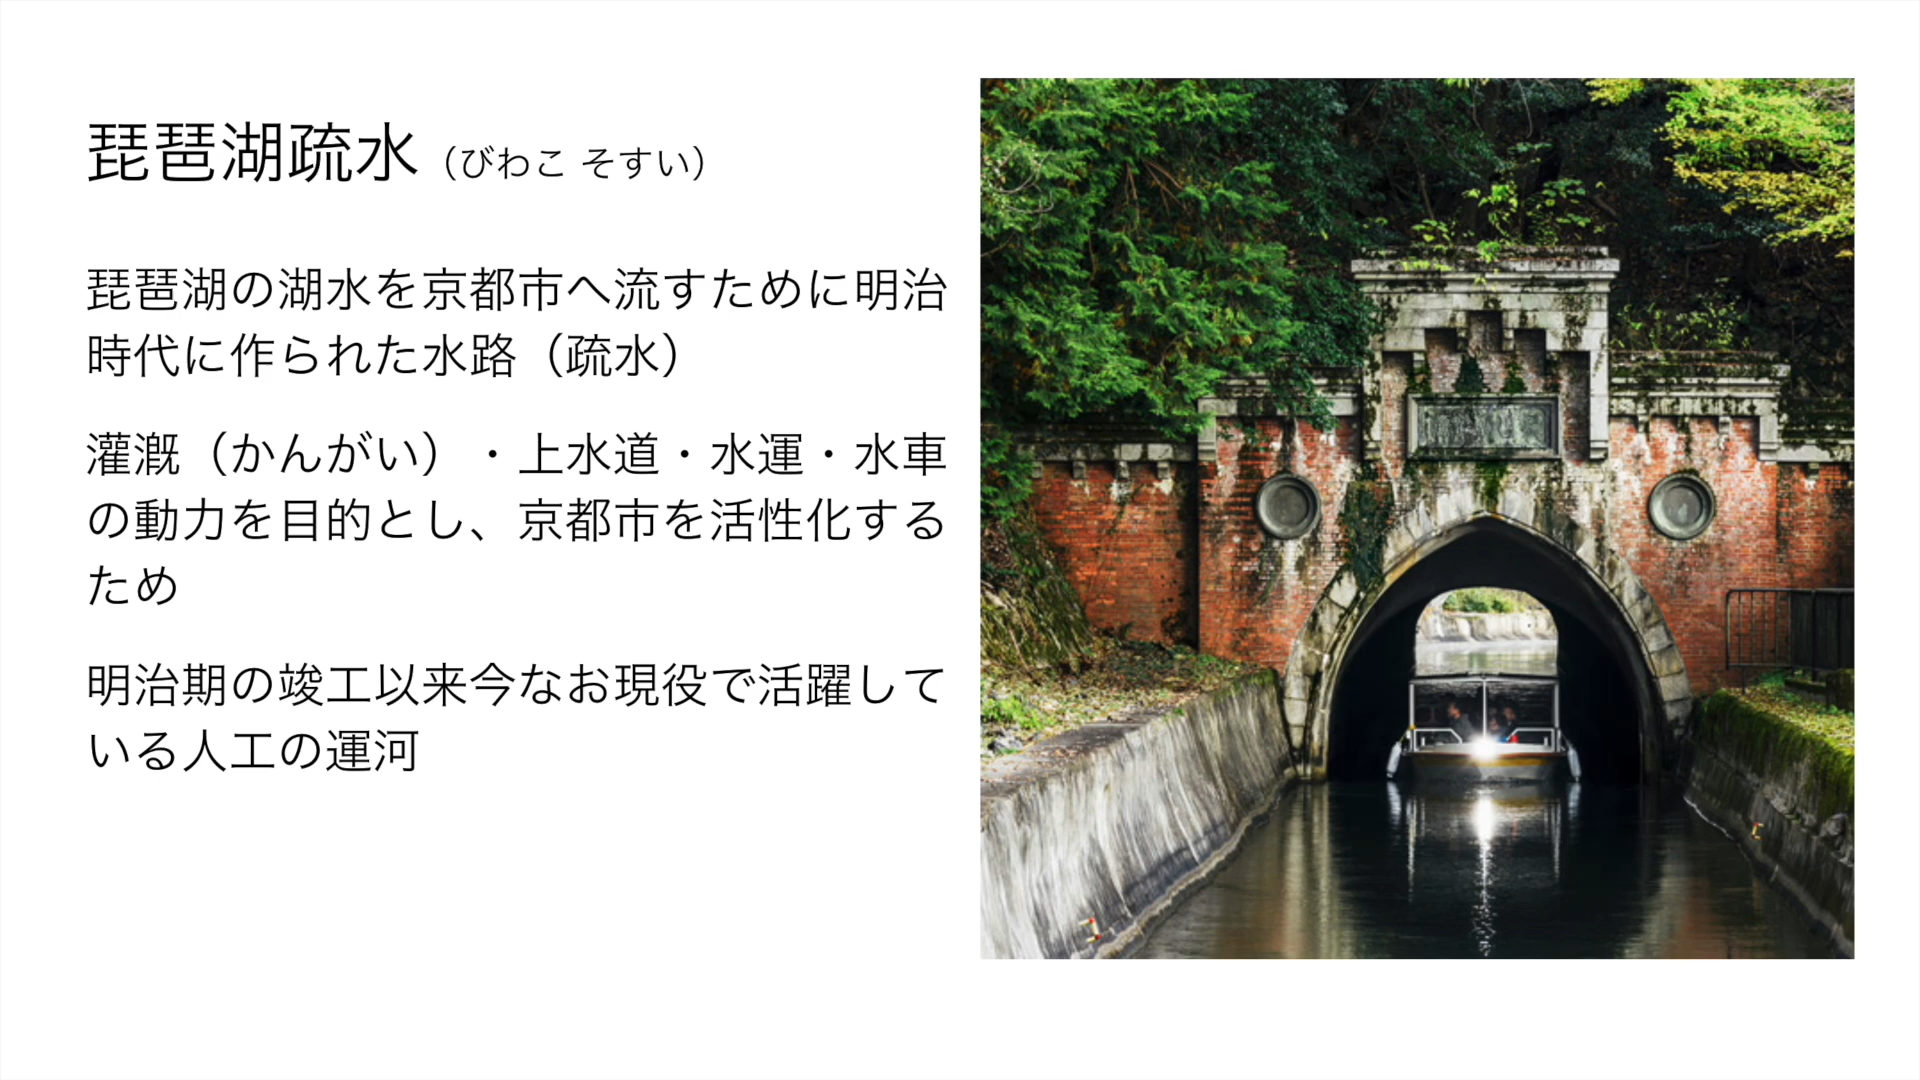 琵琶湖疏水（びわこ そすい）
琵琶湖の湖水を京都市へ流すために明治
時代に作られた水路（疏水）
灌漑（かんがい）・上水道・水運・水車
の動力を目的とし、京都市を活性化する
ため
明治期の竣工以来今なお現役で活躍して
いる人工の運河